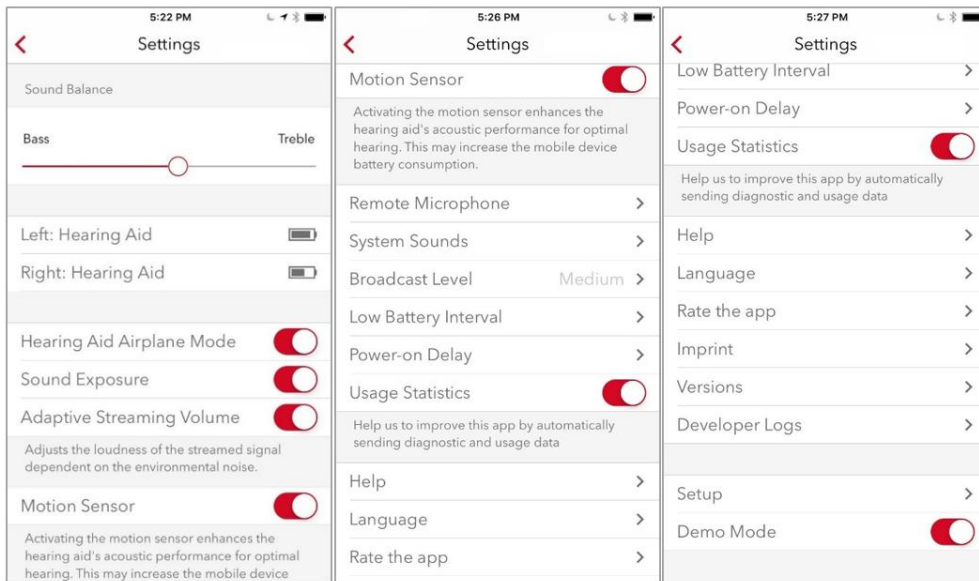 5:22 PM
Settings
Sound Balance
Bass Treble
Left: Hearing Aid
Right: Hearing Aid
Hearing Aid Airplane Mode
Sound Exposure
Adaptive Streaming Volume
Adjusts the loudness of the streamed signal
dependent on the environmental noise.
Motion Sensor
Activating the motion sensor enhances the
hearing aid's acoustic performance for optimal
hearing. This may increase the mobile device
5:26 PM
Settings
Motion Sensor
Activating the motion sensor enhances the
hearing aid's acoustic performance for optimal
hearing. This may increase the mobile device
battery consumption.
Remote Microphone
System Sounds
Broadcast Level Medium
Low Battery Interval
Power-on Delay
Usage Statistics
Help us to improve this app by automatically
sending diagnostic and usage data
Help
Language
Rate the app
5:27 PM
Settings
Low Battery Interval
Power-on Delay
Usage Statistics
Help us to improve this app by automatically
sending diagnostic and usage data
Help
Language
Rate the app
Imprint
Versions
Developer Logs
Setup
Demo Mode